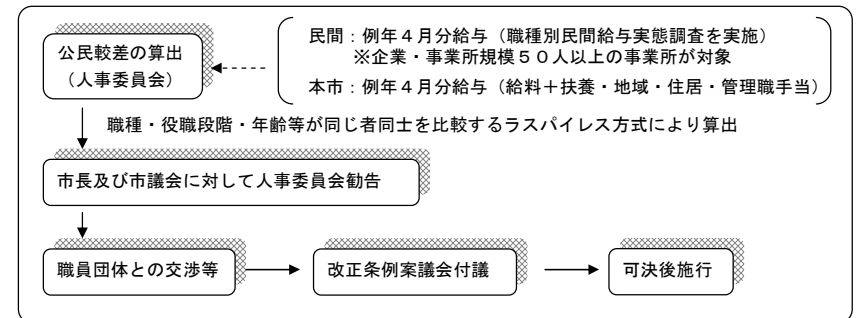 民間：例年４月分給与（職種別民間給与実態調査を実施）
※企業・事業所規模５０人以上の事業所が対象
本市：例年４月分給与（給料＋扶養・地域・住居・管理職手当）
公民較差の算出
（人事委員会）
職種・役職段階・年齢等が同じ者同士を比較するラスパイレス方式により算出
市長及び市議会に対して人事委員会勧告
職員団体との交渉等
改正条例案議会付議
可決後施行